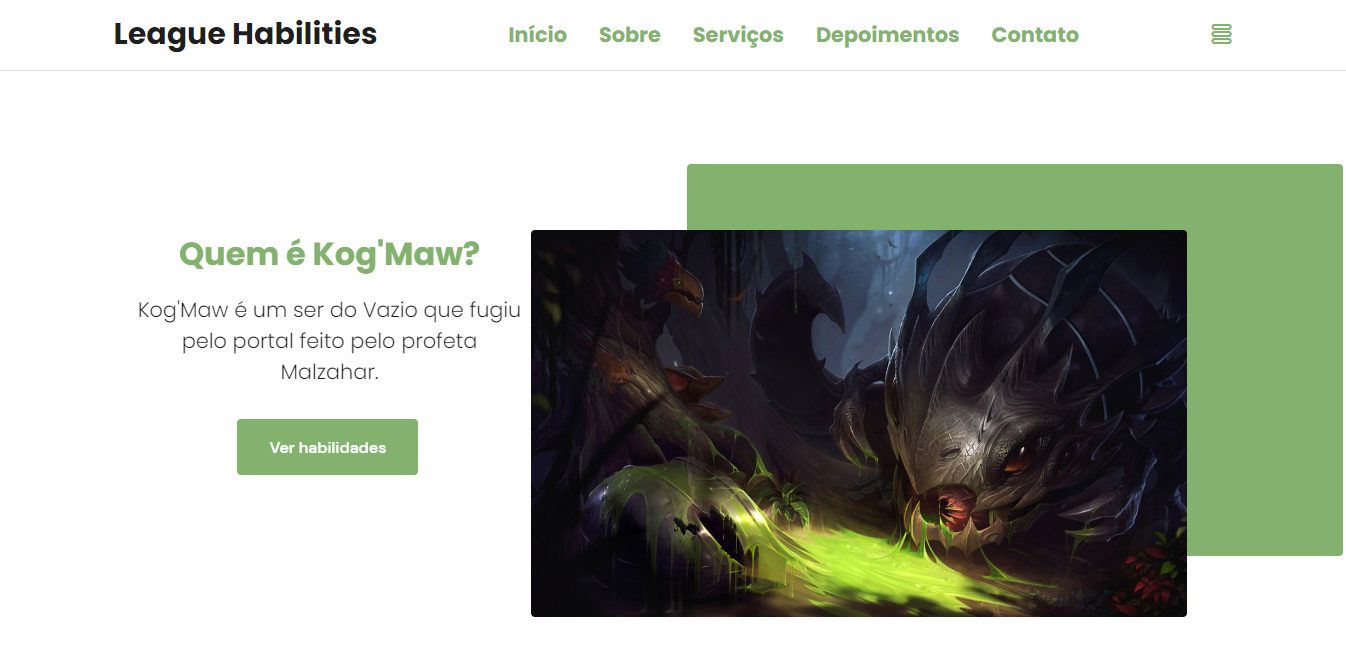 League Habilities
Início Sobre Serviços Depoimentos Contato
Quem é Kog'Maw?
Kog'Maw é um ser do Vazio que fugiu
pelo portal feito pelo profeta
Malzahar.
Ver habilidades